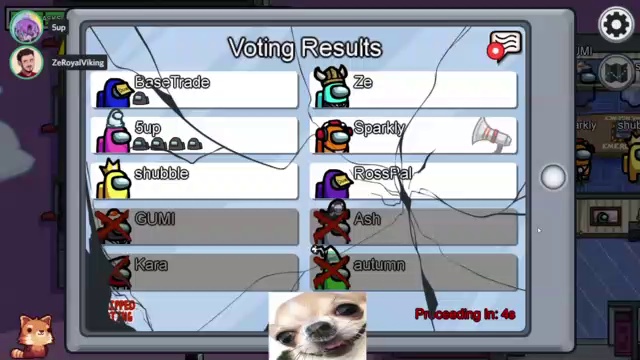 5up
ZeRoyalViking
Voting Results
BaseTrade
Ze
5up
Sparkly
shubble
RossPal
GUMI
Ash
Kara
autumn
Proceeding In: 4s